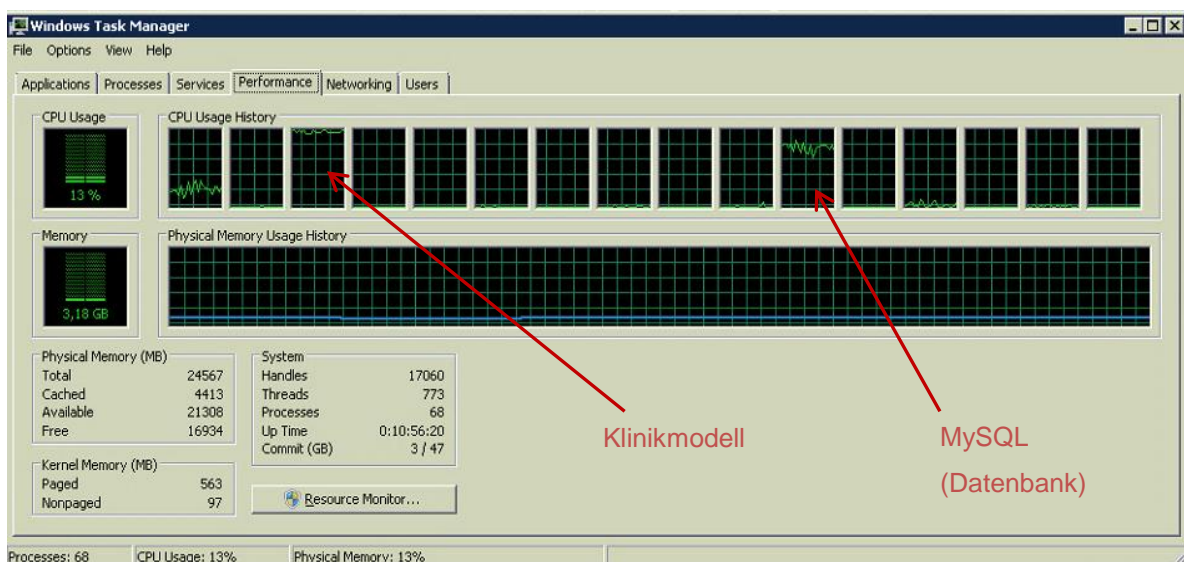 Windows Task Manager
File Options View Help
Applications Processes Services Performance Networking Users
CPU Usage CPU Usage History
13 %
Memory Physical Memory Usage History
3,18 GB
Physical Memory (MB)
Total 24567
Cached 4413
Available 21308
Free 16934
System
Handles 17060
Threads 773
Processes 68
Up Time 0:10:56:20
Commit (GB) 3 / 47
Kernel Memory (MB)
Paged 563
Nonpaged 97
Resource Monitor...
Klinikmodell
MySQL
(Datenbank)
Processes: 68 CPU Usage: 13% Physical Memory: 13%